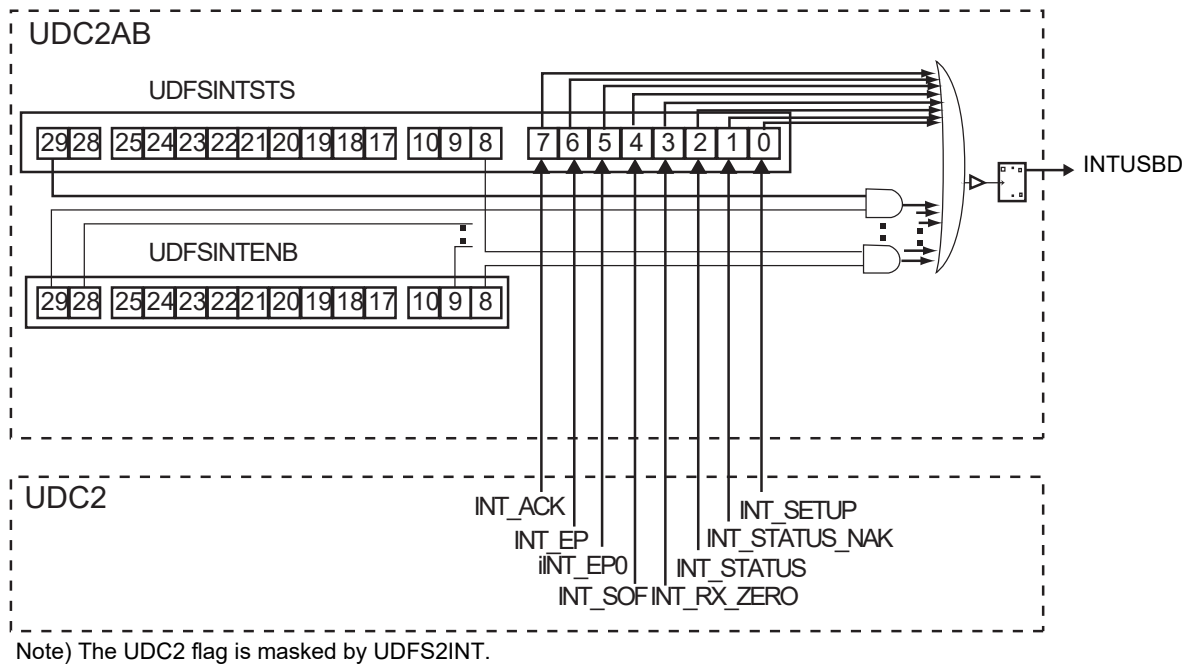 UDC2AB
UDFSINTSTS
29 28 25 24 23 22 21 20 19 18 17 10 9 8 7 6 5 4 3 2 1 0
INTUSBD
UDFSINTENB
29 28 25 24 23 22 21 20 19 18 17 10 9 8
UDC2
INT_ACK
INT_SETUP
INT_EP
INT_STATUS_NAK
iINT_EP0
INT_STATUS
INT_SOF
INT_RX_ZERO
Note) The UDC2 flag is masked by UDFS2INT.